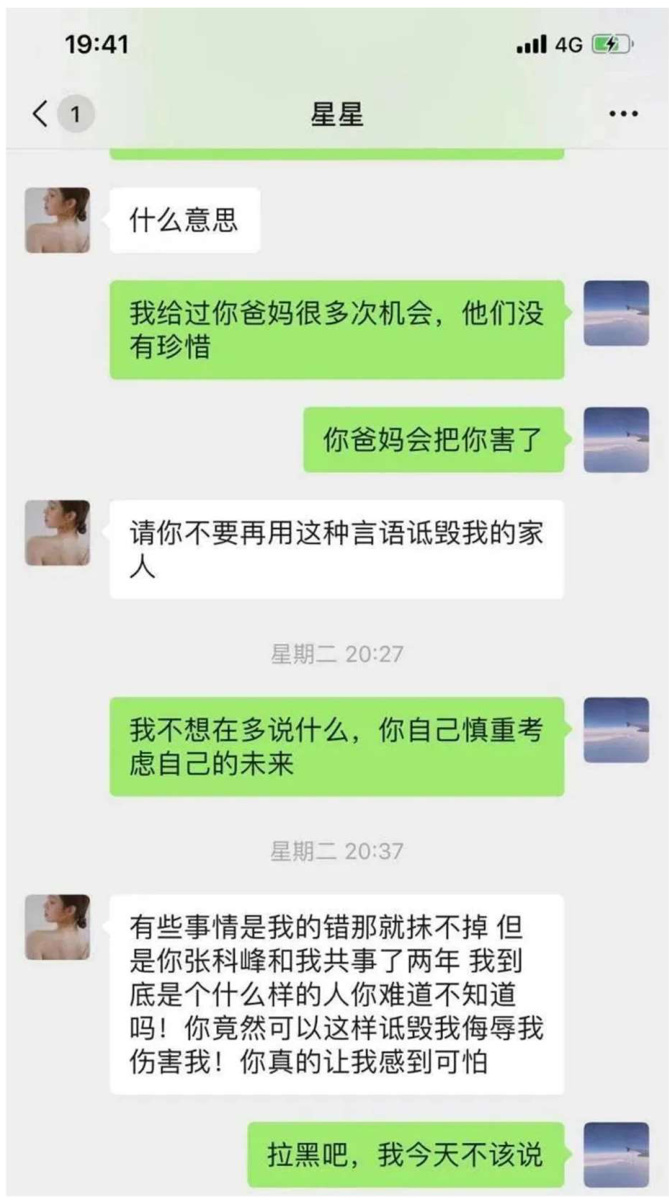 19:41
4G
1
星星
什么意思
我给过你爸妈很多次机会，他们没
有珍惜
你爸妈会把你害了
请你不要再用这种言语诋毁我的家
人
星期二 20:27
我不想在多说什么，你自己慎重考
虑自己的未来
星期二 20:37
有些事情是我的错那就抹不掉 但
是你张科峰和我共事了两年 我到
底是个什么样的人你难道不知道
吗！你竟然可以这样诋毁我侮辱我
伤害我！你真的让我感到可怕
拉黑吧，我今天不该说